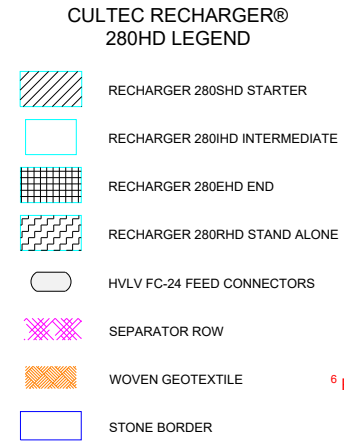 CULTEC RECHARGER®
280HD LEGEND
RECHARGER 280SHD STARTER
RECHARGER 280IHD INTERMEDIATE
RECHARGER 280EHD END
RECHARGER 280RHD STAND ALONE
HVLV FC-24 FEED CONNECTORS
SEPARATOR ROW
WOVEN GEOTEXTILE
6
STONE BORDER